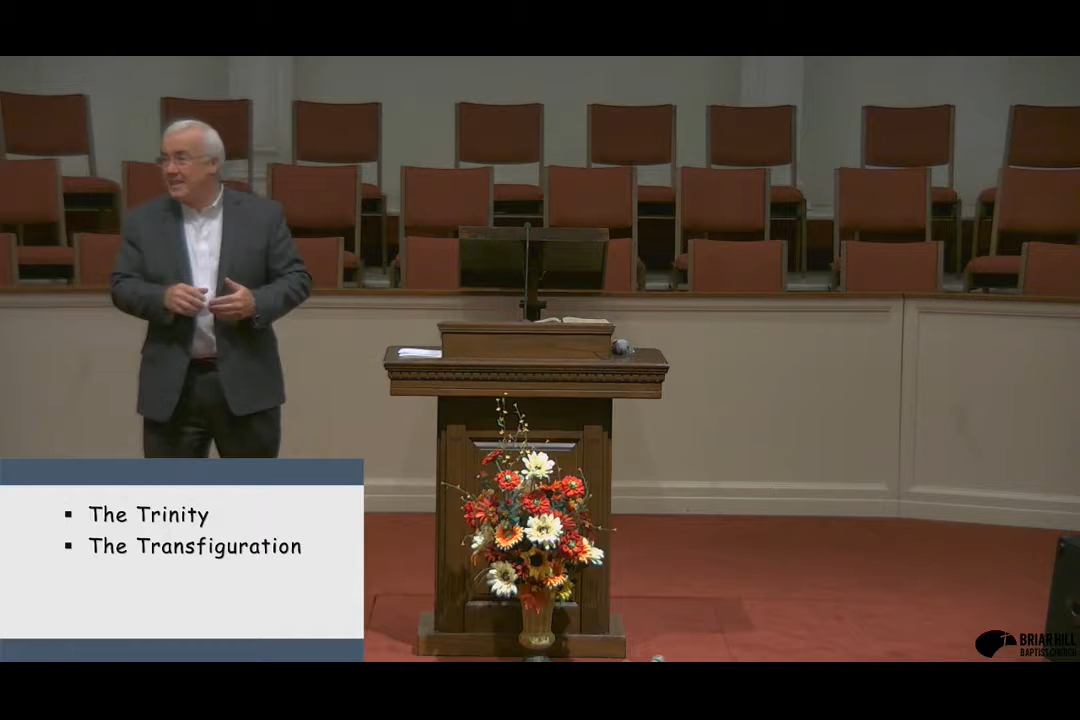 ▪ The Trinity
▪ The Transfiguration
BRIAR HILL
BAPTIST CHURCH